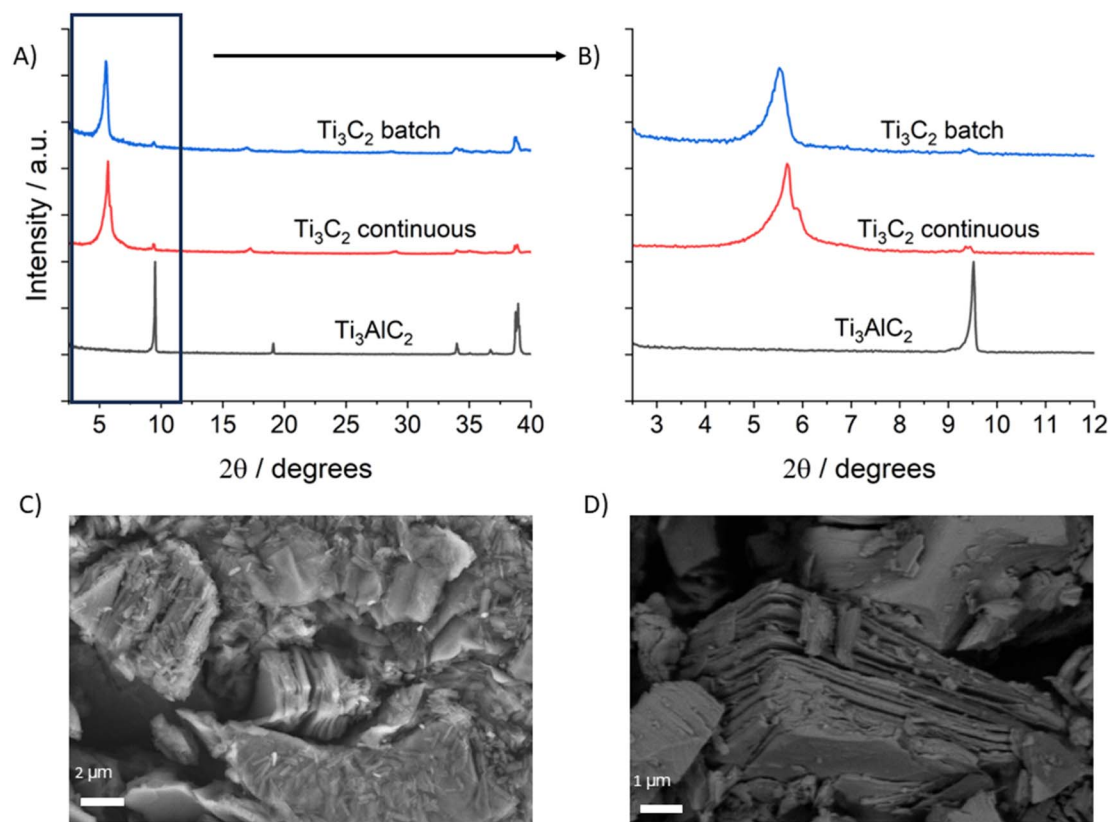 A)
Intensity / a.u.
Ti₃C₂ batch
Ti₃C₂ continuous
Ti₃AlC₂
5 10 15 20 25 30 35 40
2θ / degrees
B)
Ti₃C₂ batch
Ti₃C₂ continuous
Ti₃AlC₂
3 4 5 6 7 8 9 10 11 12
2θ / degrees
C)
2 µm
D)
1 µm